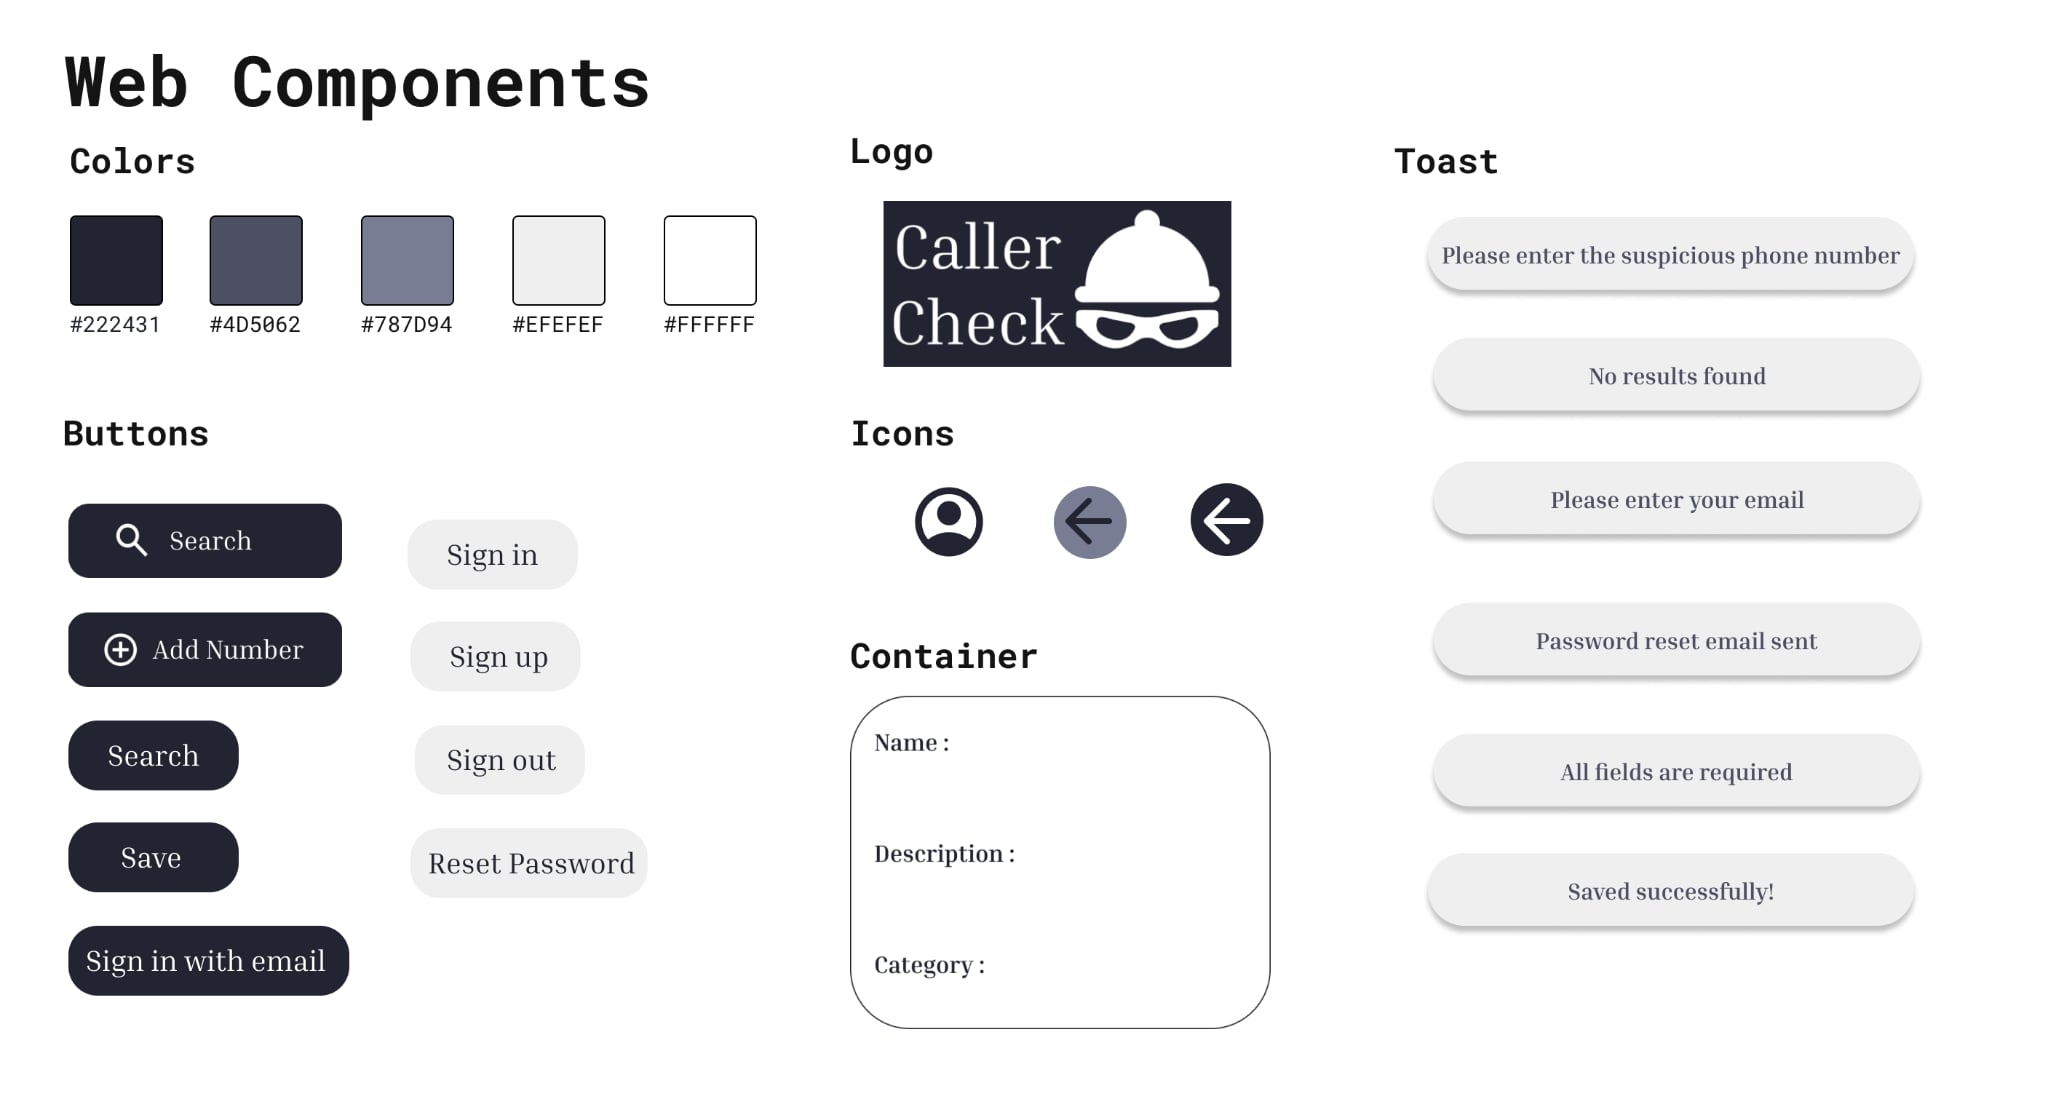 Web Components
Colors
#222431
#4D5062
#787D94
#EFEFEF
#FFFFFF
Buttons
Search
Add Number
Search
Save
Sign in with email
Sign in
Sign up
Sign out
Reset Password
Logo
Caller
Check
Icons
Container
Name :
Description :
Category :
Toast
Please enter the suspicious phone number
No results found
Please enter your email
Password reset email sent
All fields are required
Saved successfully!